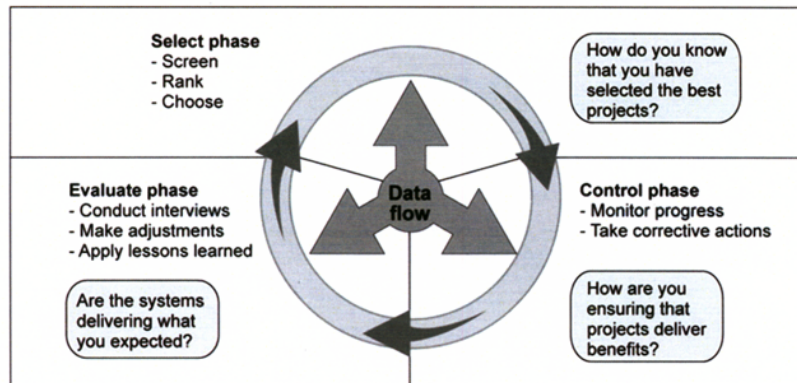 Select phase
- Screen
- Rank
- Choose
How do you know
that you have
selected the best
projects?
Evaluate phase
- Conduct interviews
- Make adjustments
- Apply lessons learned
Data
flow
Control phase
- Monitor progress
- Take corrective actions
Are the systems
delivering what
you expected?
How are you
ensuring that
projects deliver
benefits?